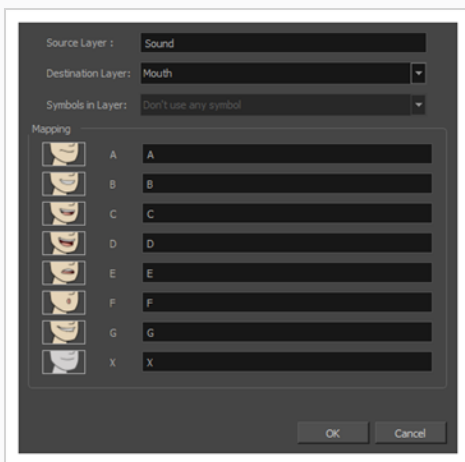 Source Layer : Sound
Destination Layer: Mouth
Symbols in Layer: Don't use any symbol
Mapping
A A
B B
C C
D D
E E
F F
G G
X X
OK Cancel